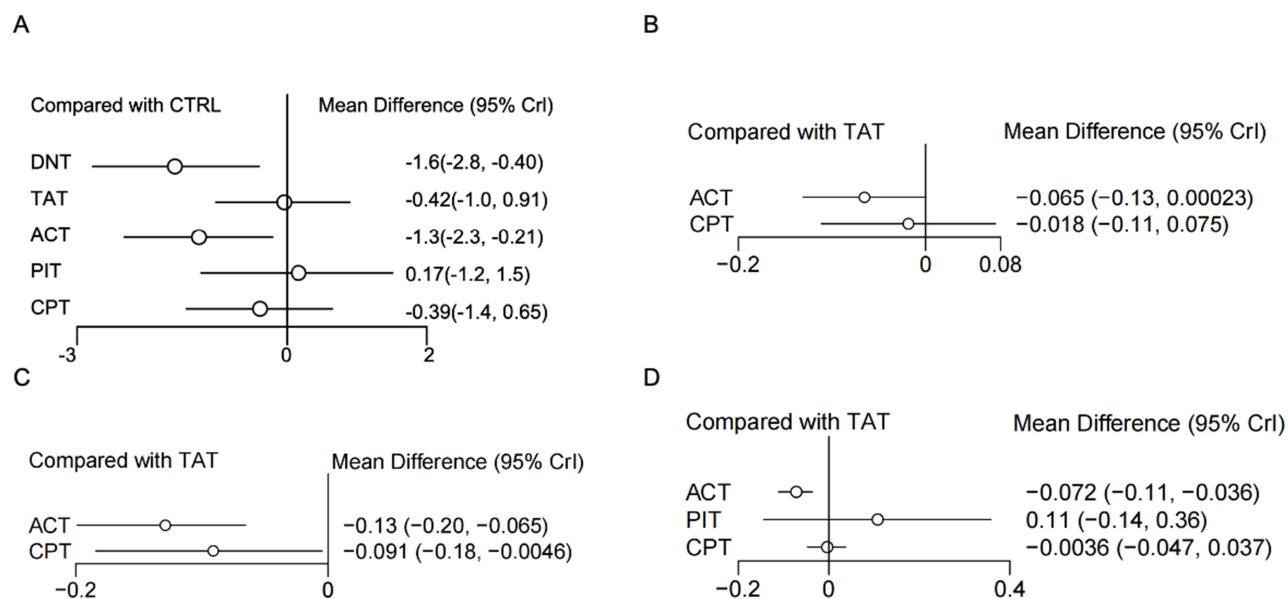 A
Compared with CTRL Mean Difference (95% Crl)
DNT -1.6(-2.8, -0.40)
TAT -0.42(-1.0, 0.91)
ACT -1.3(-2.3, -0.21)
PIT 0.17(-1.2, 1.5)
CPT -0.39(-1.4, 0.65)
-3 0 2
B
Compared with TAT Mean Difference (95% Crl)
ACT −0.065 (−0.13, 0.00023)
CPT −0.018 (−0.11, 0.075)
−0.2 0 0.08
C
Compared with TAT Mean Difference (95% Crl)
ACT −0.13 (−0.20, −0.065)
CPT −0.091 (−0.18, −0.0046)
−0.2 0
D
Compared with TAT Mean Difference (95% Crl)
ACT −0.072 (−0.11, −0.036)
PIT 0.11 (−0.14, 0.36)
CPT −0.0036 (−0.047, 0.037)
−0.2 0 0.4